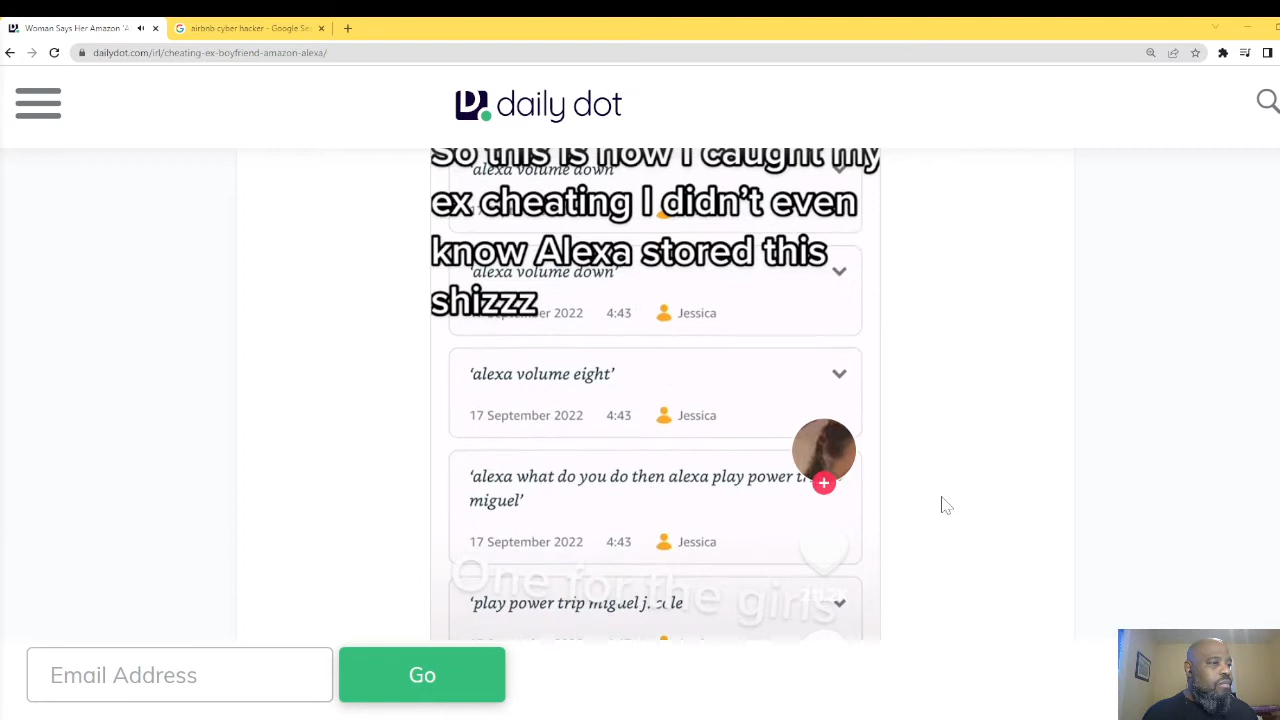 Woman Says Her Amazon 'A
airbnb cyber hacker - Google Se
dailydot.com/irl/cheating-ex-boyfriend-amazon-alexa/
daily dot
So this is how I caught my
ex cheating I didn't even
know Alexa stored this
shizzz
'alexa volume down'
'alexa volume down'
4:43 Jessica
'alexa volume eight'
17 September 2022 4:43 Jessica
'alexa what do you do then alexa play power
miguel'
17 September 2022 4:43 Jessica
One for the girls
'play power trip miguel j. cole
Email Address
Go